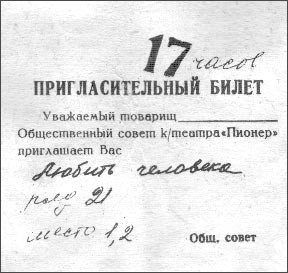 17 часов
ПРИГЛАСИТЕЛЬНЫЙ БИЛЕТ
Уважаемый товарищ
Общественный совет к/театра «Пионер»
приглашает Вас
Любить человека
ряд 21
место 1,2
Общ. совет